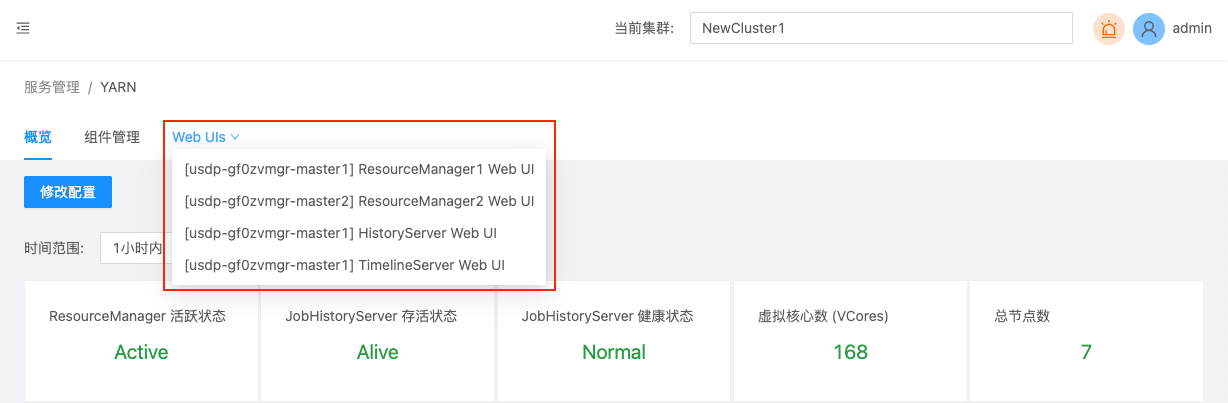 当前集群: NewCluster1 admin
服务管理 / YARN
概览 组件管理 Web UIs
[usdp-gf0zvmgr-master1] ResourceManager1 Web UI
修改配置
[usdp-gf0zvmgr-master2] ResourceManager2 Web UI
[usdp-gf0zvmgr-master1] HistoryServer Web UI
时间范围: 1小时内
[usdp-gf0zvmgr-master1] TimelineServer Web UI
ResourceManager 活跃状态 JobHistoryServer 存活状态 JobHistoryServer 健康状态 虚拟核心数 (VCores) 总节点数
Active Alive Normal 168 7